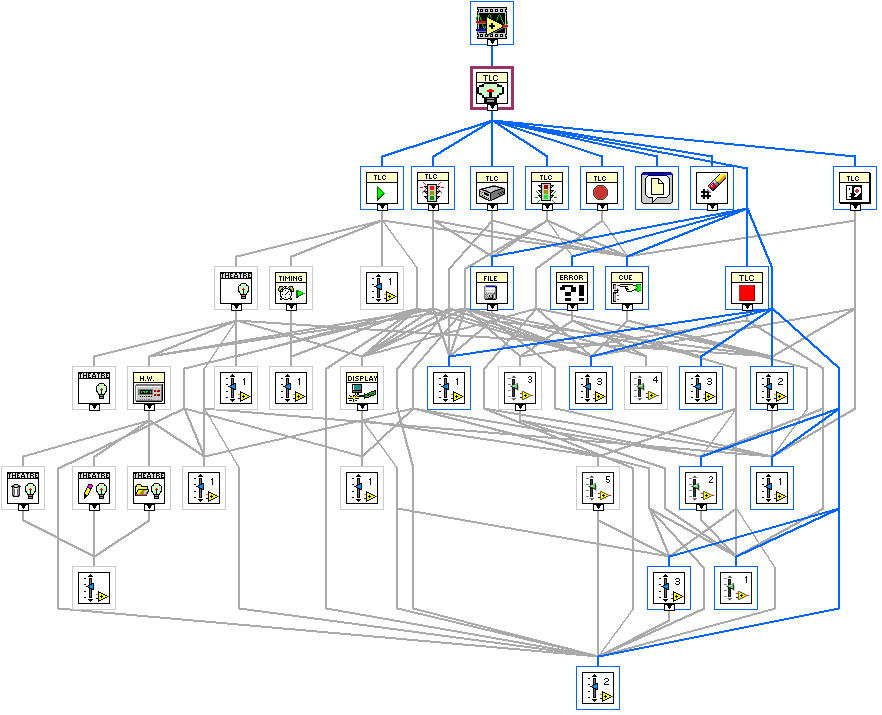 TLC
TLC
TLC
TLC
TLC
TLC
#
TLC
THEATRE
TIMING
1
FILE
ERROR
?!
CUE
TLC
THEATRE
H.W.
1
1
DISPLAY
1
3
3
4
3
2
THEATRE
THEATRE
THEATRE
1
1
5
2
1
1
3
1
2